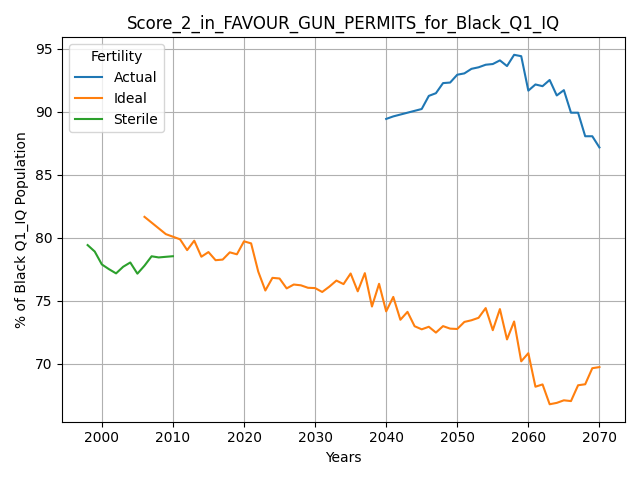 Score_2_in_FAVOUR_GUN_PERMITS_for_Black_Q1_IQ
Fertility
Actual
Ideal
Sterile
% of Black Q1_IQ Population
95
90
85
80
75
70
2000 2010 2020 2030 2040 2050 2060 2070
Years